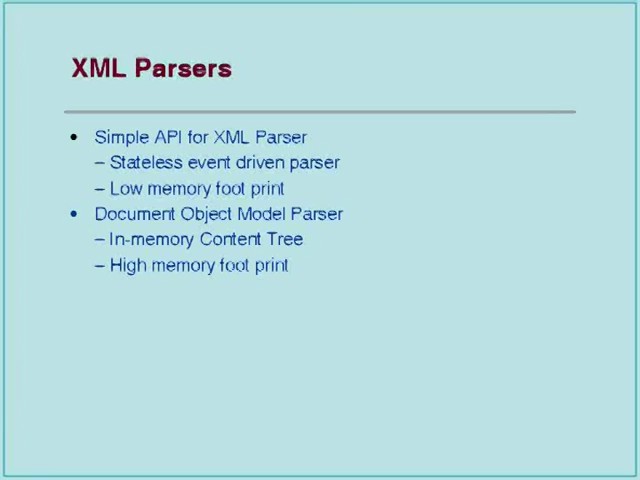 XML Parsers
• Simple API for XML Parser
– Stateless event driven parser
– Low memory foot print
• Document Object Model Parser
– In-memory Content Tree
– High memory foot print